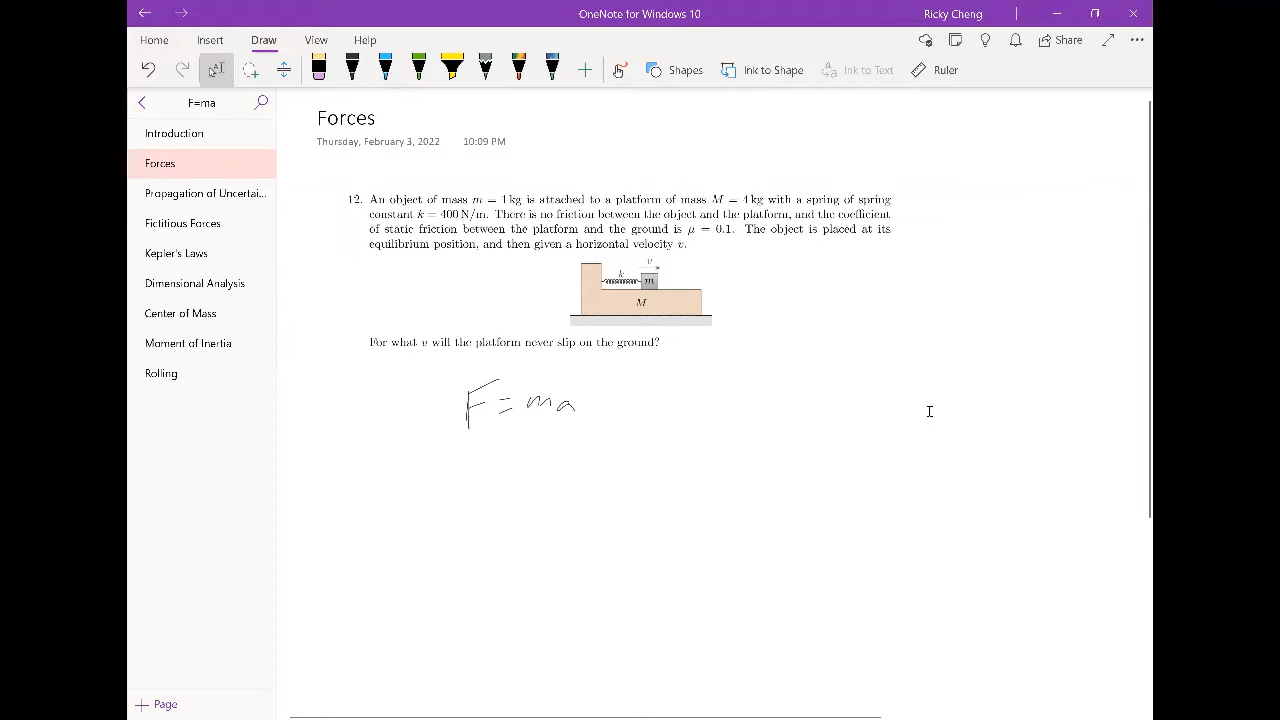 OneNote for Windows 10
Ricky Cheng
Home
Insert
Draw
View
Help
Share
Shapes
Ink to Shape
Ink to Text
Ruler
F=ma
Introduction
Forces
Propagation of Uncertai...
Fictitious Forces
Kepler's Laws
Dimensional Analysis
Center of Mass
Moment of Inertia
Rolling
Page
Forces
Thursday, February 3, 2022 10:09 PM
12. An object of mass m = 1 kg is attached to a platform of mass M = 4 kg with a spring of spring
constant k = 400 N/m. There is no friction between the object and the platform, and the coefficient
of static friction between the platform and the ground is μ = 0.1. The object is placed at its
equilibrium position, and then given a horizontal velocity v.
v
k
m
M
For what v will the platform never slip on the ground?
F = ma